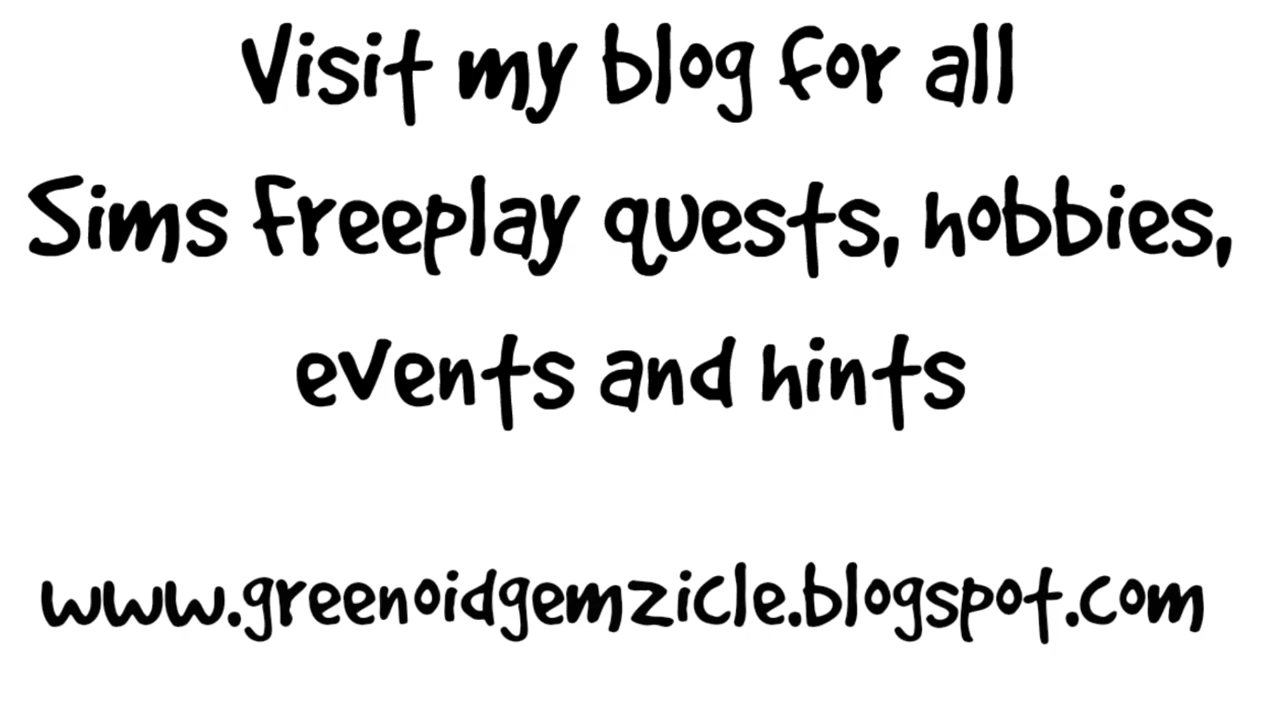 Visit my blog for all
Sims Freeplay quests, hobbies,
events and hints
www.greenoidgemzicle.blogspot.com